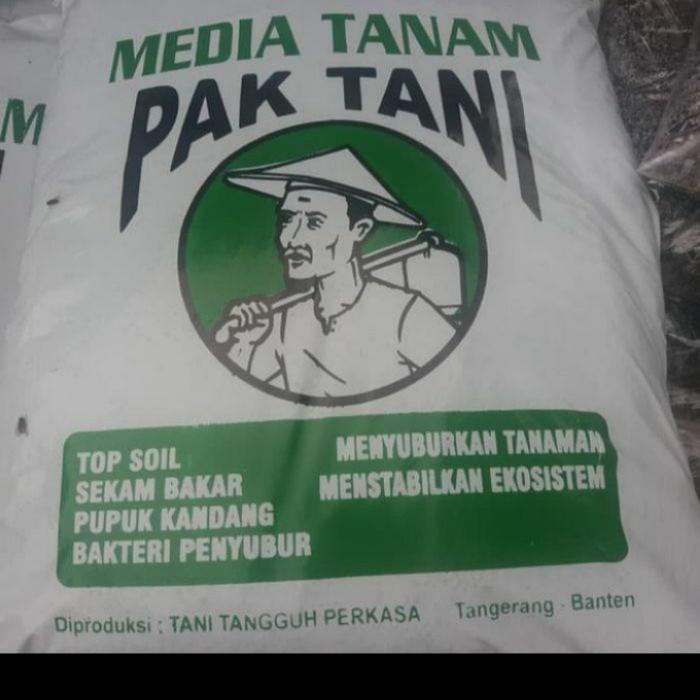 MEDIA TANAM
PAK TANI
TOP SOIL
SEKAM BAKAR
PUPUK KANDANG
BAKTERI PENYUBUR
MENYUBURKAN TANAMAN
MENSTABILKAN EKOSISTEM
Diproduksi : TANI TANGGUH PERKASA Tangerang - Banten